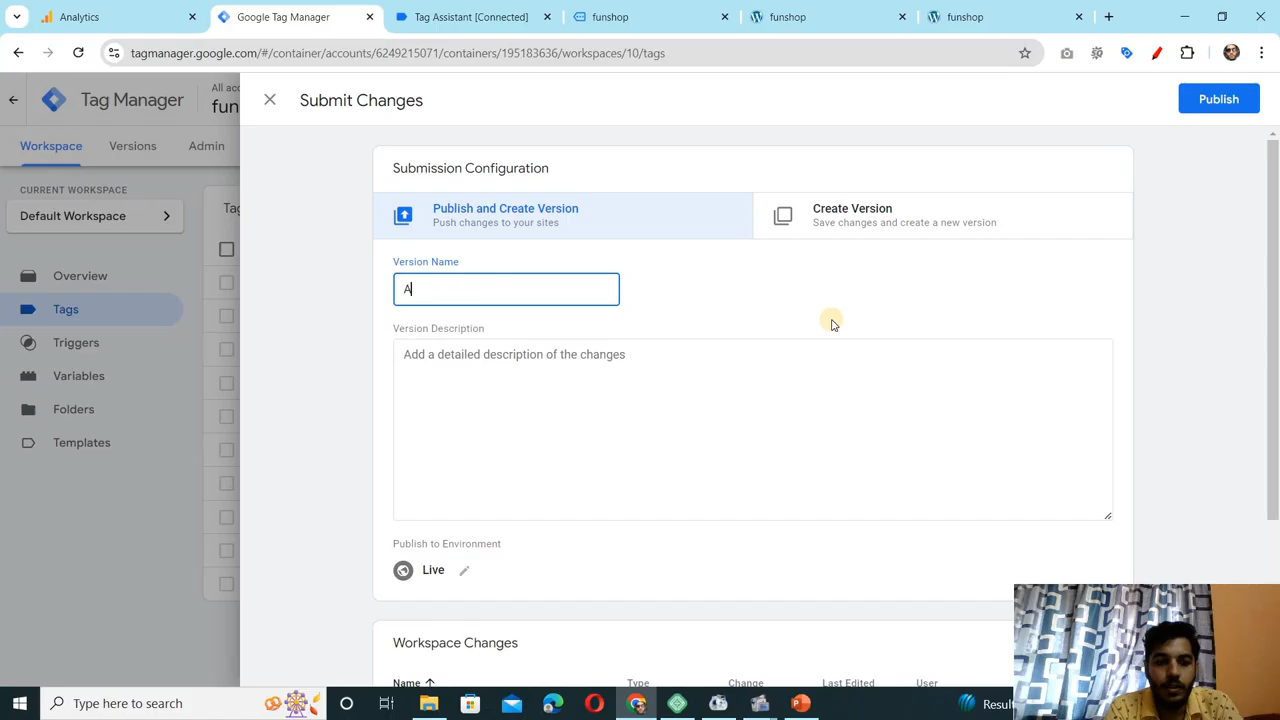 Analytics
Google Tag Manager
Tag Assistant [Connected]
funshop
funshop
funshop
tagmanager.google.com/#/container/accounts/6249215071/containers/195183636/workspaces/10/tags
Tag Manager
All acco
fun
Submit Changes
Publish
Workspace
Versions
Admin
CURRENT WORKSPACE
Default Workspace
Overview
Tags
Triggers
Variables
Folders
Templates
Tag
Submission Configuration
Publish and Create Version
Push changes to your sites
Create Version
Save changes and create a new version
Version Name
A
Version Description
Add a detailed description of the changes
Publish to Environment
Live
Workspace Changes
Name
Type
Change
Last Edited
User
Type here to search
Resul